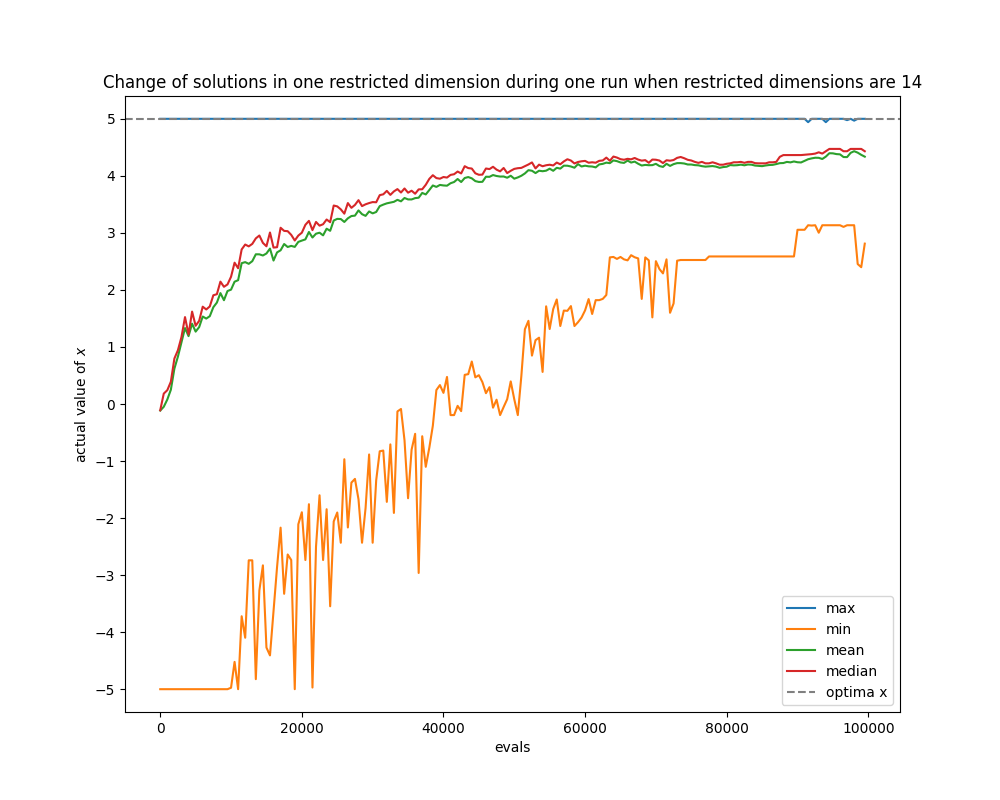 Change of solutions in one restricted dimension during one run when restricted dimensions are 14
5
4
3
2
1
0
−1
−2
−3
−4
−5
actual value of x
0 20000 40000 60000 80000 100000
evals
max
min
mean
median
optima x